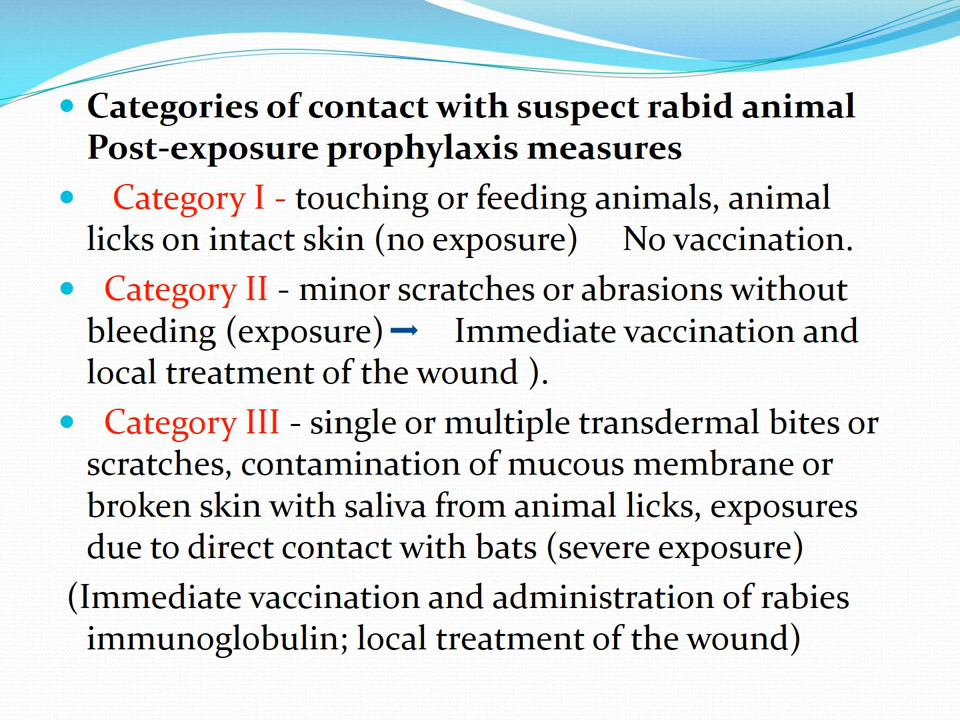 Categories of contact with suspect rabid animal
Post-exposure prophylaxis measures
Category I - touching or feeding animals, animal
licks on intact skin (no exposure) No vaccination.
Category II - minor scratches or abrasions without
bleeding (exposure) Immediate vaccination and
local treatment of the wound ).
Category III - single or multiple transdermal bites or
scratches, contamination of mucous membrane or
broken skin with saliva from animal licks, exposures
due to direct contact with bats (severe exposure)
(Immediate vaccination and administration of rabies
immunoglobulin; local treatment of the wound)